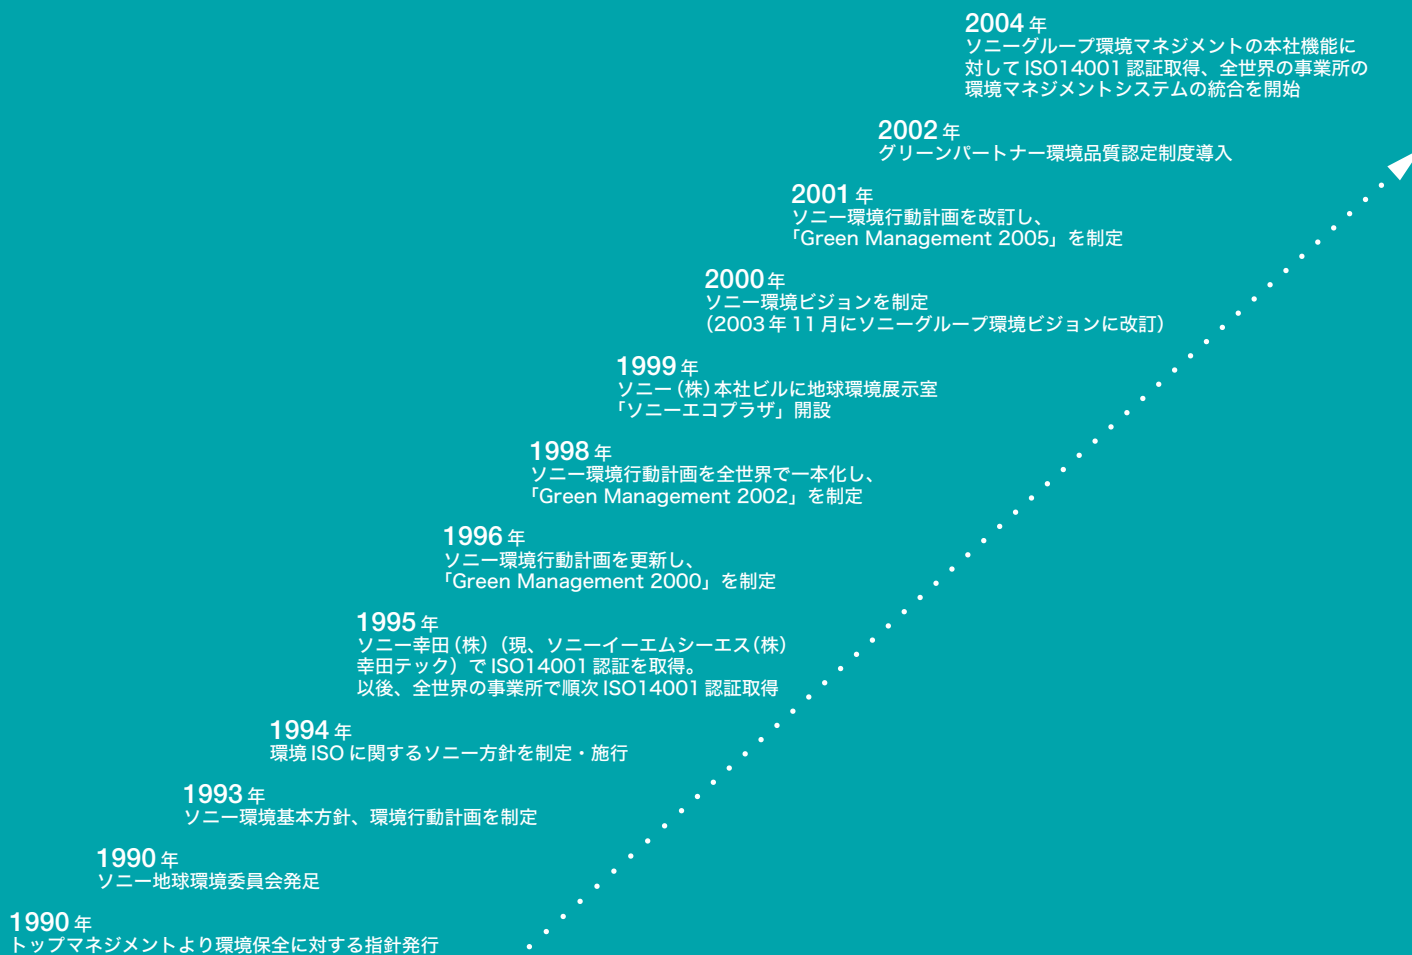 2004年
ソニーグループ環境マネジメントの本社機能に
対してISO14001認証取得、全世界の事業所の
環境マネジメントシステムの統合を開始
2002年
グリーンパートナー環境品質認定制度導入
2001年
ソニー環境行動計画を改訂し、
「Green Management 2005」を制定
2000年
ソニー環境ビジョンを制定
（2003年11月にソニーグループ環境ビジョンに改訂）
1999年
ソニー（株）本社ビルに地球環境展示室
「ソニーエコプラザ」開設
1998年
ソニー環境行動計画を全世界で一本化し、
「Green Management 2002」を制定
1996年
ソニー環境行動計画を更新し、
「Green Management 2000」を制定
1995年
ソニー幸田（株）（現、ソニーイーエムシーエス（株）
幸田テック）でISO14001認証を取得。
以後、全世界の事業所で順次ISO14001認証取得
1994年
環境ISOに関するソニー方針を制定・施行
1993年
ソニー環境基本方針、環境行動計画を制定
1990年
ソニー地球環境委員会発足
1990年
トップマネジメントより環境保全に対する指針発行